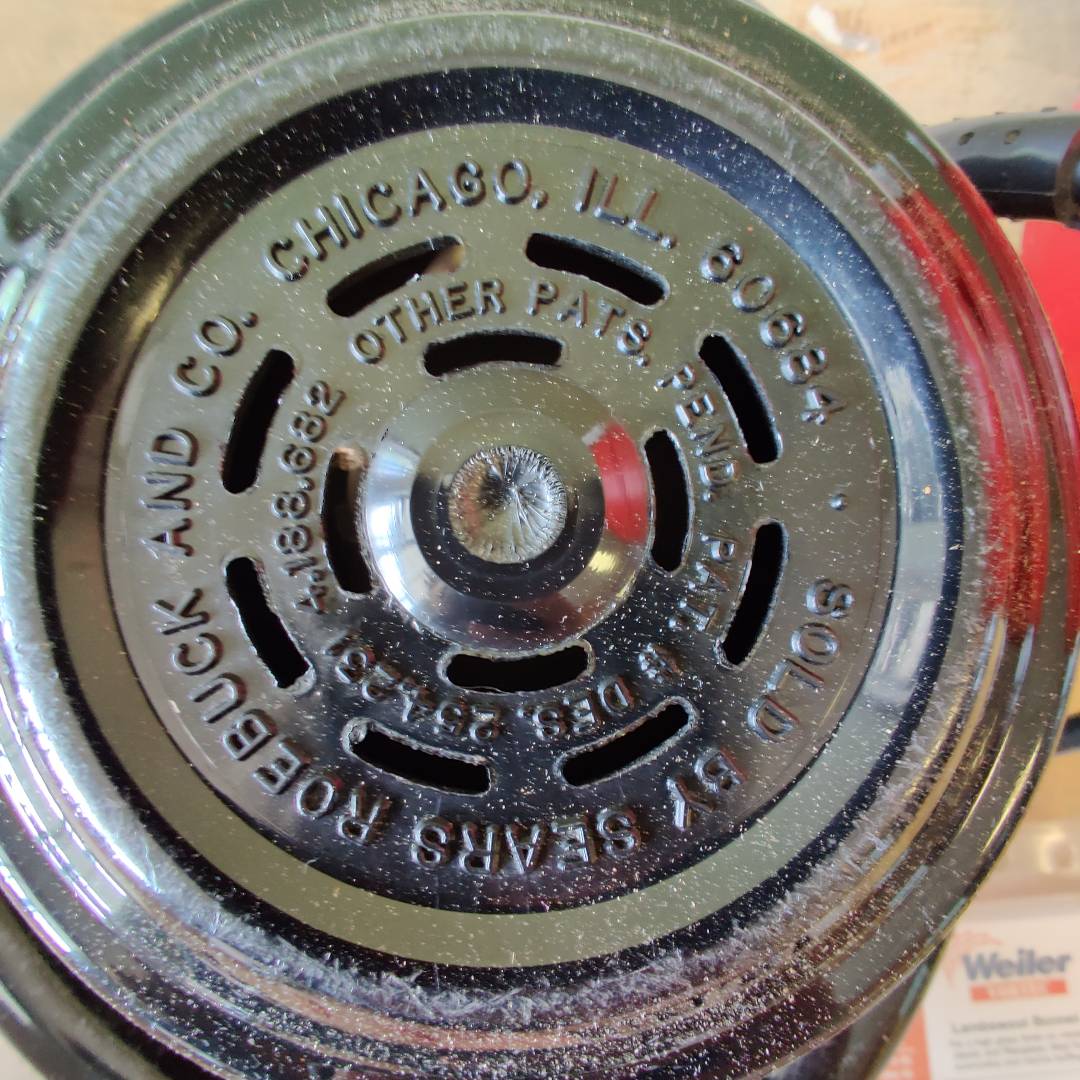 SOLD BY SEARS ROEBUCK AND CO. CHICAGO, ILL. 60684
PAT. # DES. 254,231 4,188,682 OTHER PATS. PEND.
Weiler